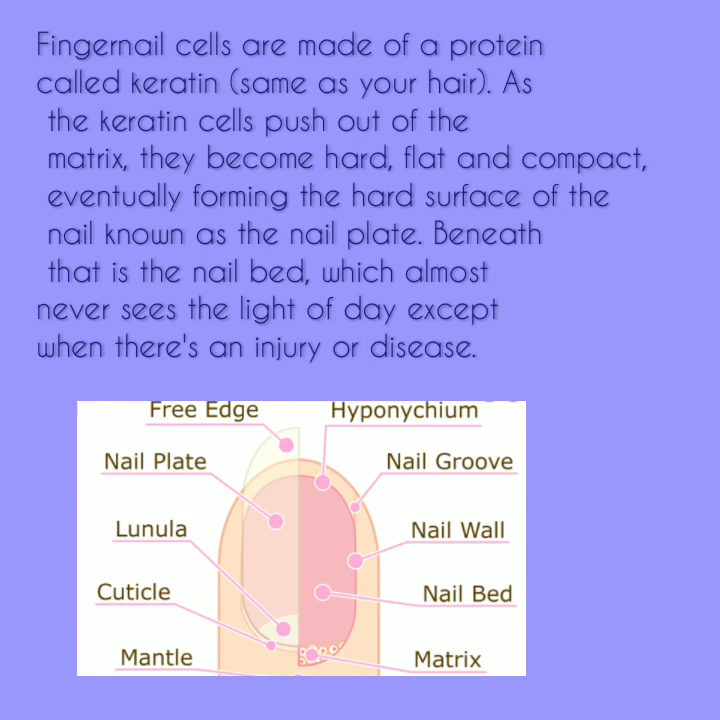 Fingernail cells are made of a protein
called keratin (same as your hair). As
the keratin cells push out of the
matrix, they become hard, flat and compact,
eventually forming the hard surface of the
nail known as the nail plate. Beneath
that is the nail bed, which almost
never sees the light of day except
when there's an injury or disease.
Free Edge
Hyponychium
Nail Plate
Nail Groove
Lunula
Nail Wall
Cuticle
Nail Bed
Mantle
Matrix